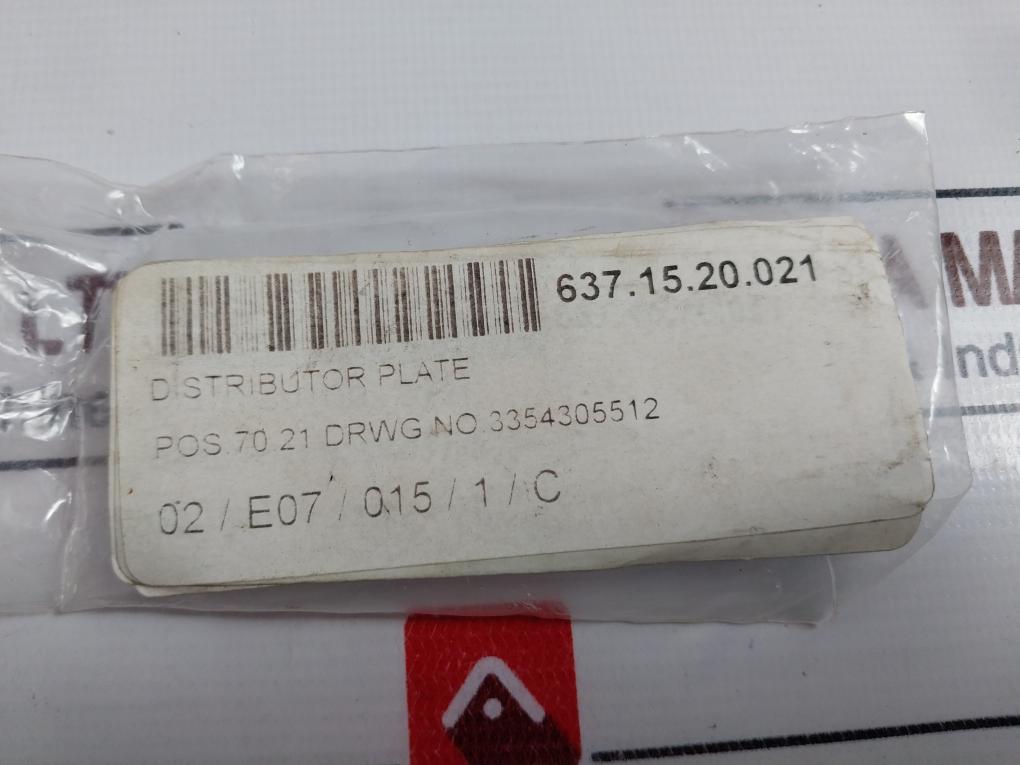 637.15.20.021
DISTRIBUTOR PLATE
POS.70.21 DRWG NO.3354305512
02 / E07 / 015 / 1 / C